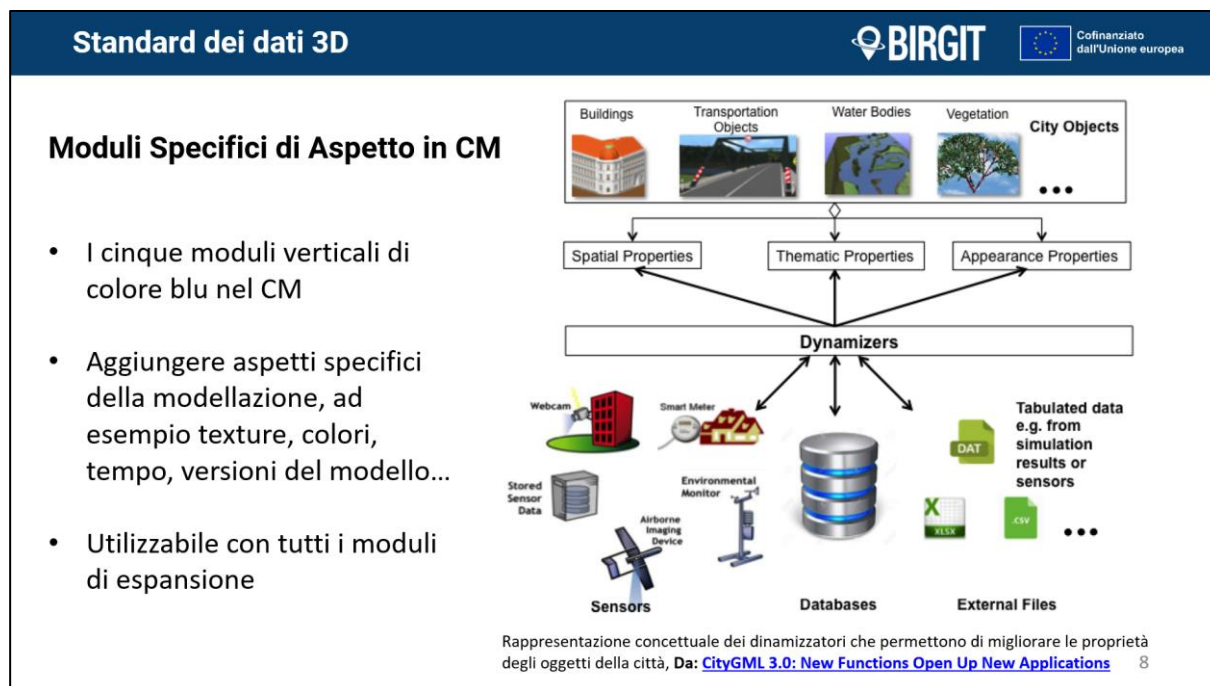 Standard dei dati 3D
BIRGIT
Cofinanziato
dall'Unione europea
Moduli Specifici di Aspetto in CM
• I cinque moduli verticali di
colore blu nel CM
• Aggiungere aspetti specifici
della modellazione, ad
esempio texture, colori,
tempo, versioni del modello…
• Utilizzabile con tutti i moduli
di espansione
Buildings
Transportation
Objects
Water Bodies
Vegetation
City Objects
•••
Spatial Properties
Thematic Properties
Appearance Properties
Dynamizers
Webcam
Smart Meter
Stored
Sensor
Data
Environmental
Monitor
Airborne
Imaging
Device
Sensors
Databases
DAT
Tabulated data
e.g. from
simulation
results or
sensors
XLSX
.CSV
•••
External Files
Rappresentazione concettuale dei dinamizzatori che permettono di migliorare le proprietà
degli oggetti della città, Da: CityGML 3.0: New Functions Open Up New Applications
8